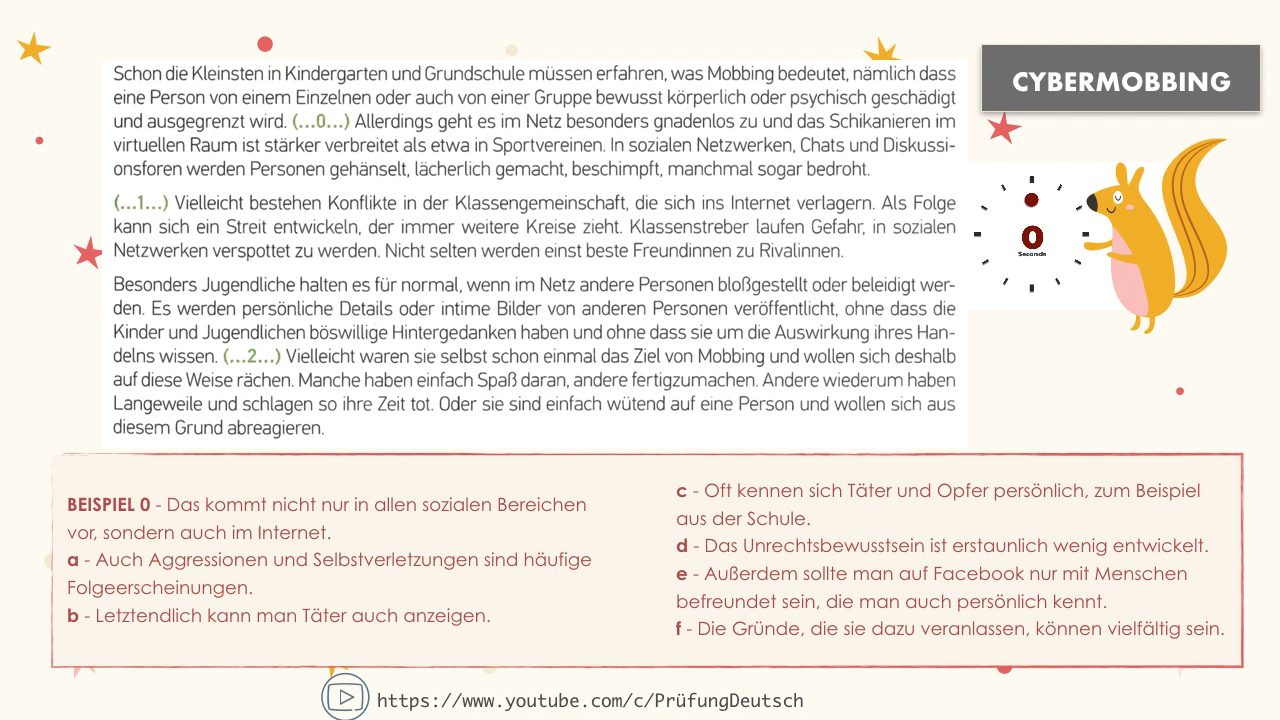 CYBERMOBBING
Schon die Kleinsten in Kindergarten und Grundschule müssen erfahren, was Mobbing bedeutet, nämlich dass
eine Person von einem Einzelnen oder auch von einer Gruppe bewusst körperlich oder psychisch geschädigt
und ausgegrenzt wird. (...0...) Allerdings geht es im Netz besonders gnadenlos zu und das Schikanieren im
virtuellen Raum ist stärker verbreitet als etwa in Sportvereinen. In sozialen Netzwerken, Chats und Diskussi-
onsforen werden Personen gehänselt, lächerlich gemacht, beschimpft, manchmal sogar bedroht.
(...1...) Vielleicht bestehen Konflikte in der Klassengemeinschaft, die sich ins Internet verlagern. Als Folge
kann sich ein Streit entwickeln, der immer weitere Kreise zieht. Klassenstreber laufen Gefahr, in sozialen
Netzwerken verspottet zu werden. Nicht selten werden einst beste Freundinnen zu Rivalinnen.
Besonders Jugendliche halten es für normal, wenn im Netz andere Personen bloßgestellt oder beleidigt wer-
den. Es werden persönliche Details oder intime Bilder von anderen Personen veröffentlicht, ohne dass die
Kinder und Jugendlichen böswillige Hintergedanken haben und ohne dass sie um die Auswirkung ihres Han-
delns wissen. (...2...) Vielleicht waren sie selbst schon einmal das Ziel von Mobbing und wollen sich deshalb
auf diese Weise rächen. Manche haben einfach Spaß daran, andere fertigzumachen. Andere wiederum haben
Langeweile und schlagen so ihre Zeit tot. Oder sie sind einfach wütend auf eine Person und wollen sich aus
diesem Grund abreagieren.
0
Seconds
BEISPIEL 0 - Das kommt nicht nur in allen sozialen Bereichen
vor, sondern auch im Internet.
a - Auch Aggressionen und Selbstverletzungen sind häufige
Folgeerscheinungen.
b - Letztendlich kann man Täter auch anzeigen.
c - Oft kennen sich Täter und Opfer persönlich, zum Beispiel
aus der Schule.
d - Das Unrechtsbewusstsein ist erstaunlich wenig entwickelt.
e - Außerdem sollte man auf Facebook nur mit Menschen
befreundet sein, die man auch persönlich kennt.
f - Die Gründe, die sie dazu veranlassen, können vielfältig sein.
https://www.youtube.com/c/PrüfungDeutsch